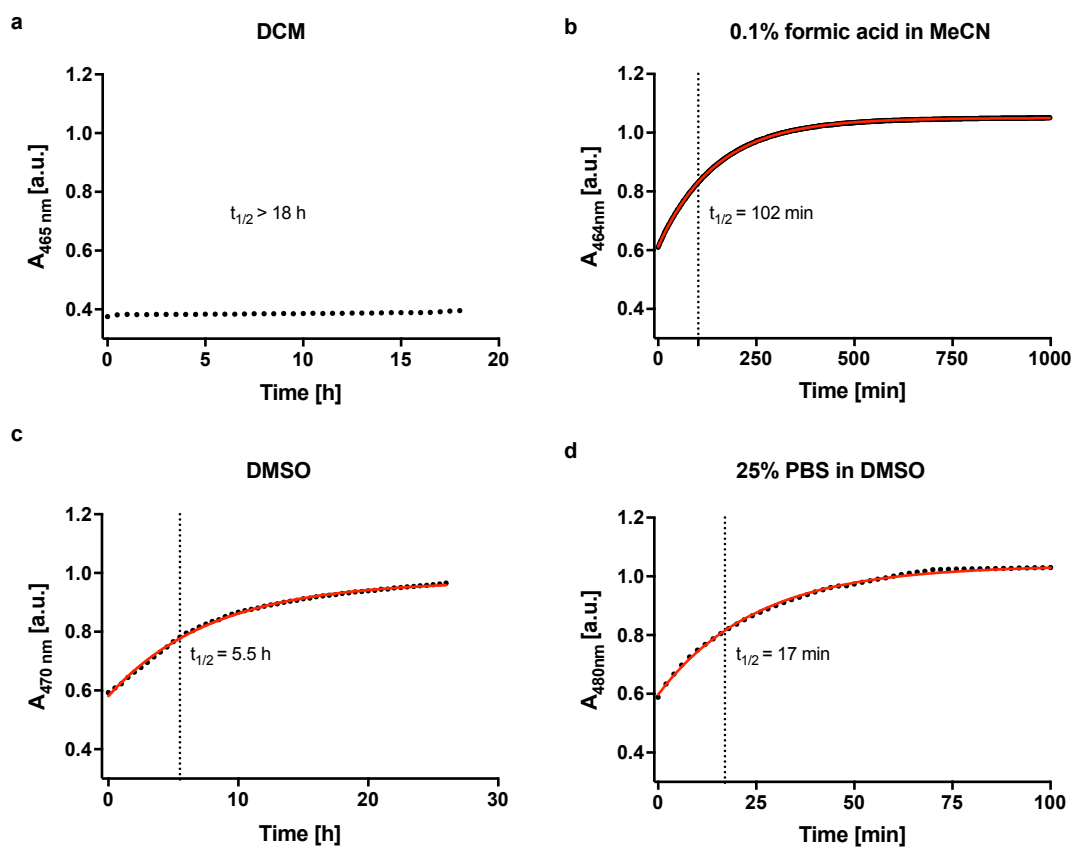 a
DCM
1.2
1.0
0.8
0.6
0.4
A465 nm [a.u.]
t1/2 > 18 h
0 5 10 15 20
Time [h]
b
0.1% formic acid in MeCN
1.2
1.0
0.8
0.6
0.4
A464nm [a.u.]
t1/2 = 102 min
0 250 500 750 1000
Time [min]
c
DMSO
1.2
1.0
0.8
0.6
0.4
A470 nm [a.u.]
t1/2 = 5.5 h
0 10 20 30
Time [h]
d
25% PBS in DMSO
1.2
1.0
0.8
0.6
0.4
A480nm [a.u.]
t1/2 = 17 min
0 25 50 75 100
Time [min]